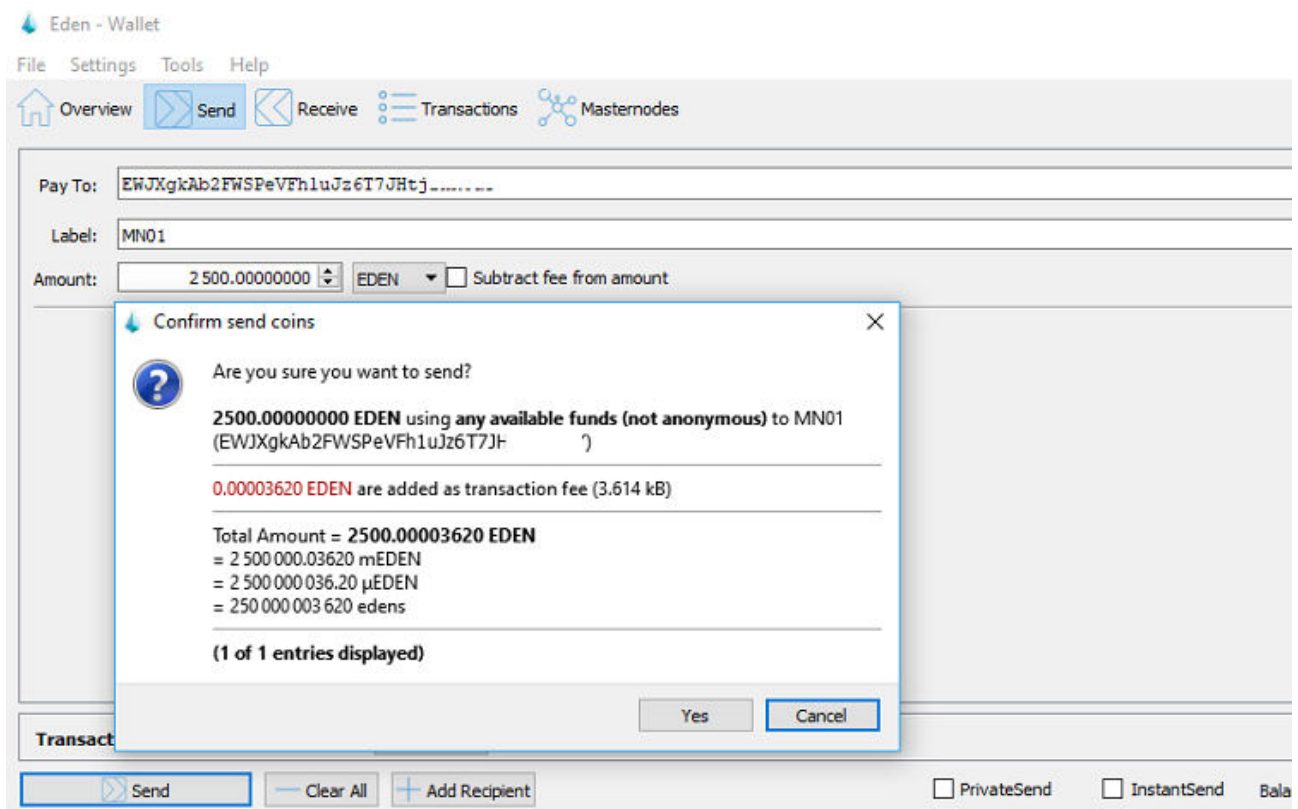 Eden - Wallet
File Settings Tools Help
Overview Send Receive Transactions Masternodes
Pay To: EWJXgkAb2FWSPeVFh1uJz6T7JHtj
Label: MN01
Amount: 2 500.00000000 EDEN Subtract fee from amount
Confirm send coins
Are you sure you want to send?
2500.00000000 EDEN using any available funds (not anonymous) to MN01
(EWJXgkAb2FWSPeVFh1uJz6T7JH )
0.00003620 EDEN are added as transaction fee (3.614 kB)
Total Amount = 2500.00003620 EDEN
= 2 500 000.03620 mEDEN
= 2 500 000 036.20 µEDEN
= 250 000 003 620 edens
(1 of 1 entries displayed)
Yes Cancel
Transact
Send Clear All Add Recipient PrivateSend InstantSend Bala